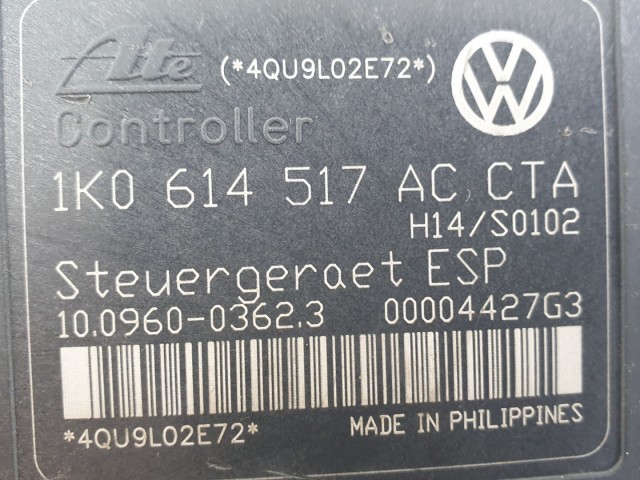 Ate (*4QU9L02E72*)
Controller
1K0 614 517 AC CTA
H14/S0102
Steuergeraet ESP
10.0960-0362.3 00004427G3
*4QU9L02E72* MADE IN PHILIPPINES